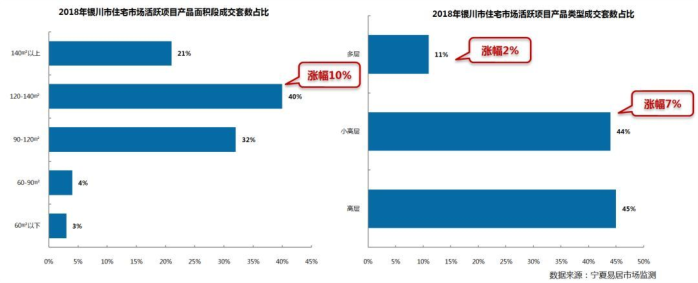 2018年银川市住宅市场活跃项目产品面积段成交套数占比
140㎡以上
21%
涨幅10%
120-140㎡
40%
90-120㎡
32%
60-90㎡
4%
60㎡以下
3%
0% 5% 10% 15% 20% 25% 30% 35% 40% 45%
2018年银川市住宅市场活跃项目产品类型成交套数占比
多层
11%
涨幅2%
涨幅7%
小高层
44%
高层
45%
0% 5% 10% 15% 20% 25% 30% 35% 40% 45% 50%
数据来源：宁夏易居市场监测